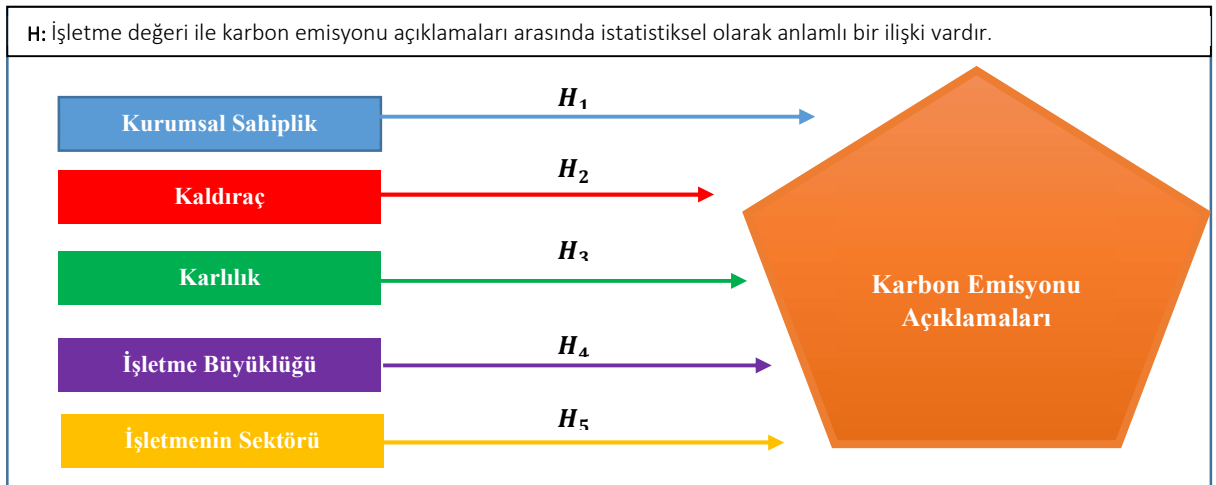 H: İşletme değeri ile karbon emisyonu açıklamaları arasında istatistiksel olarak anlamlı bir ilişki vardır.
Kurumsal Sahiplik
H₁
Kaldıraç
H₂
Karlılık
H₃
İşletme Büyüklüğü
H₄
İşletmenin Sektörü
H₅
Karbon Emisyonu
Açıklamaları